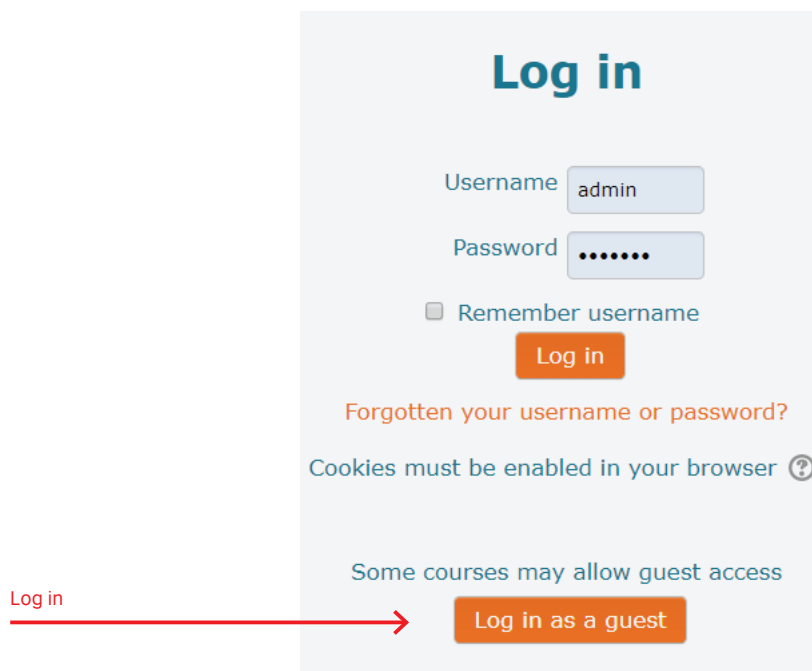 Log in
Username admin
Password •••••••
Remember username
Log in
Forgotten your username or password?
Cookies must be enabled in your browser ?
Some courses may allow guest access
Log in
Log in as a guest